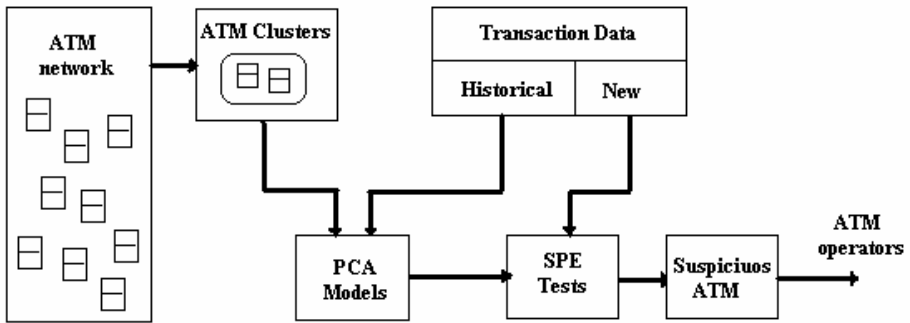 ATM
network
ATM Clusters
Transaction Data
Historical
New
PCA
Models
SPE
Tests
Suspiciuos
ATM
ATM
operators